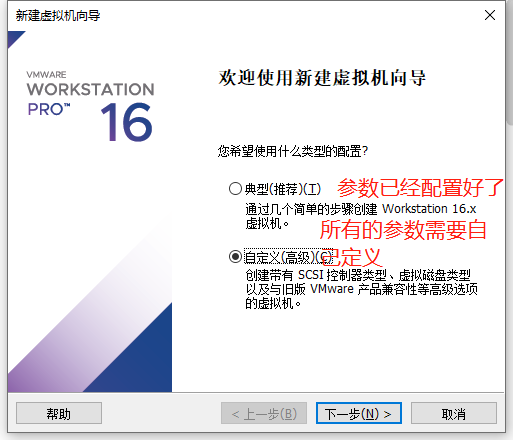 新建虚拟机向导
VMWARE
WORKSTATION
PRO™ 16
欢迎使用新建虚拟机向导
您希望使用什么类型的配置?
典型(推荐)(T)
参数已经配置好了
通过几个简单的步骤创建 Workstation 16.x
虚拟机。
所有的参数需要自
己定义
自定义(高级)(C)
创建带有 SCSI 控制器类型、虚拟磁盘类型
以及与旧版 VMware 产品兼容性等高级选项
的虚拟机。
帮助
< 上一步(B)
下一步(N) >
取消